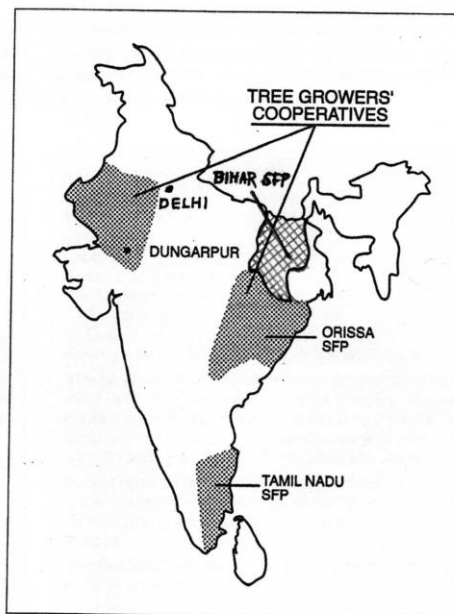 TREE GROWERS'
COOPERATIVES
BIHAR SFP
DELHI
DUNGARPUR
ORISSA
SFP
TAMIL NADU
SFP